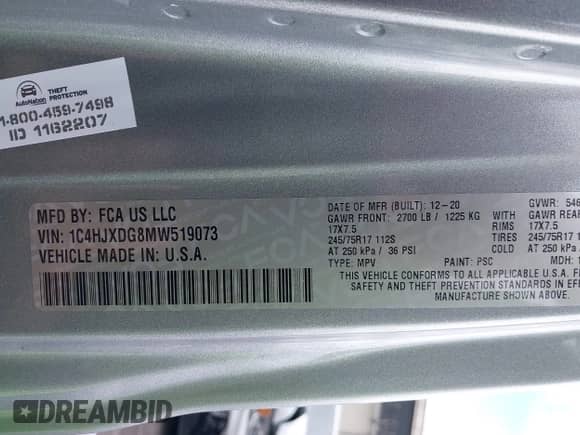 AutoNation
THEFT
PROTECTION
1-800-459-7498
ID 1162207
MFD BY: FCA US LLC
VIN: 1C4HJXDG8MW519073
VEHICLE MADE IN: U.S.A.
DATE OF MFR (BUILT): 12-20
GVWR: 546
GAWR FRONT: 2700 LB / 1225 KG
WITH
GAWR REA
17X7.5
RIMS
17X7.5
245/75R17 112S
TIRES
245/75R17 11
AT 250 kPa / 36 PSI
COLD
AT 250 kPa
TYPE: MPV
PAINT: PSC
MDH: 1
THIS VEHICLE CONFORMS TO ALL APPLICABLE U.S.A. F
SAFETY AND THEFT PREVENTION STANDARDS IN EFF
MANUFACTURE SHOWN ABOVE.
DREAMBID